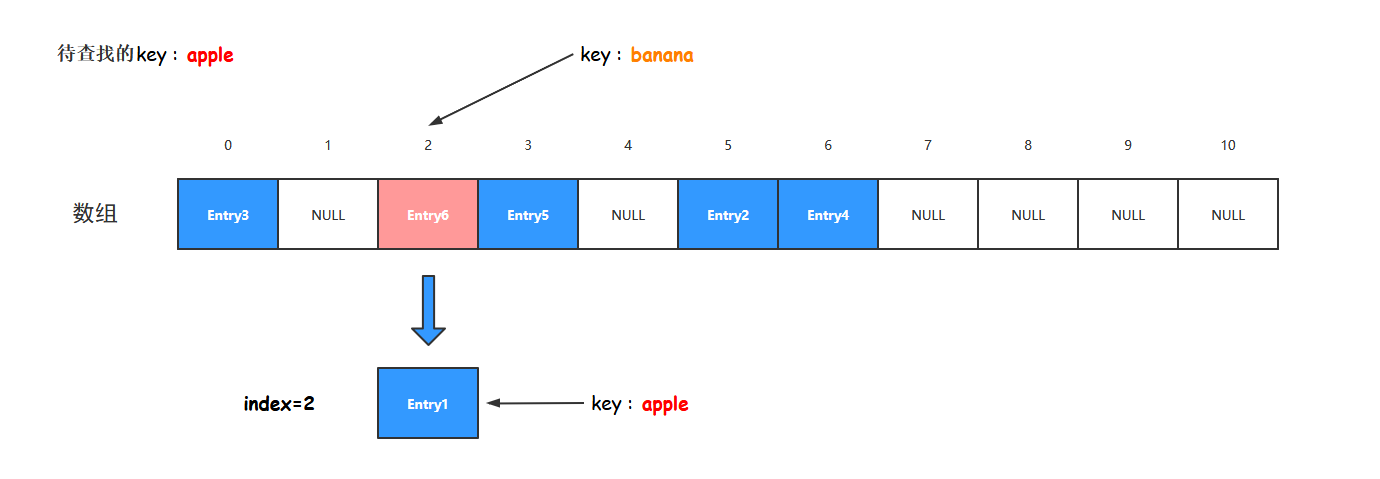 待查找的key : apple
key : banana
0 1 2 3 4 5 6 7 8 9 10
数组 Entry3 NULL Entry6 Entry5 NULL Entry2 Entry4 NULL NULL NULL NULL
index=2 Entry1 key : apple